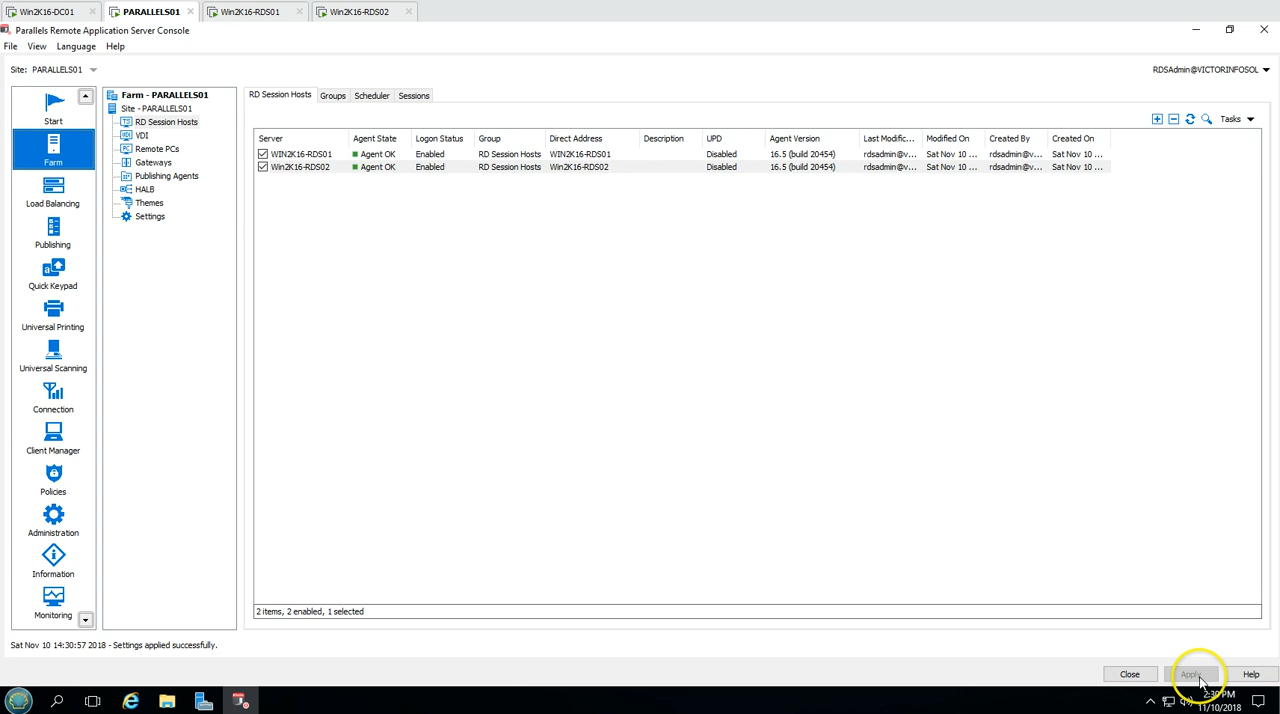 Win2K16-DC01
PARALLELS01
Win2K16-RDS01
Win2K16-RDS02
Parallels Remote Application Server Console
File View Language Help
Site: PARALLELS01
RDSAdmin@VICTORINFOSOL
Start
Farm
Load Balancing
Publishing
Quick Keypad
Universal Printing
Universal Scanning
Connection
Client Manager
Policies
Administration
Information
Monitoring
Farm - PARALLELS01
Site - PARALLELS01
RD Session Hosts
VDI
Remote PCs
Gateways
Publishing Agents
HALB
Themes
Settings
RD Session Hosts Groups Scheduler Sessions
Tasks
Server Agent State Logon Status Group Direct Address Description UPD Agent Version Last Modific... Modified On Created By Created On
WIN2K16-RDS01 Agent OK Enabled RD Session Hosts WIN2K16-RDS01 Disabled 16.5 (build 20454) rdsadmin@v... Sat Nov 10 ... rdsadmin@v... Sat Nov 10 ...
Win2K16-RDS02 Agent OK Enabled RD Session Hosts Win2K16-RDS02 Disabled 16.5 (build 20454) rdsadmin@v... Sat Nov 10 ... rdsadmin@v... Sat Nov 10 ...
2 items, 2 enabled, 1 selected
Sat Nov 10 14:30:57 2018 - Settings applied successfully.
Close Apply Help
2:30 PM
11/10/2018